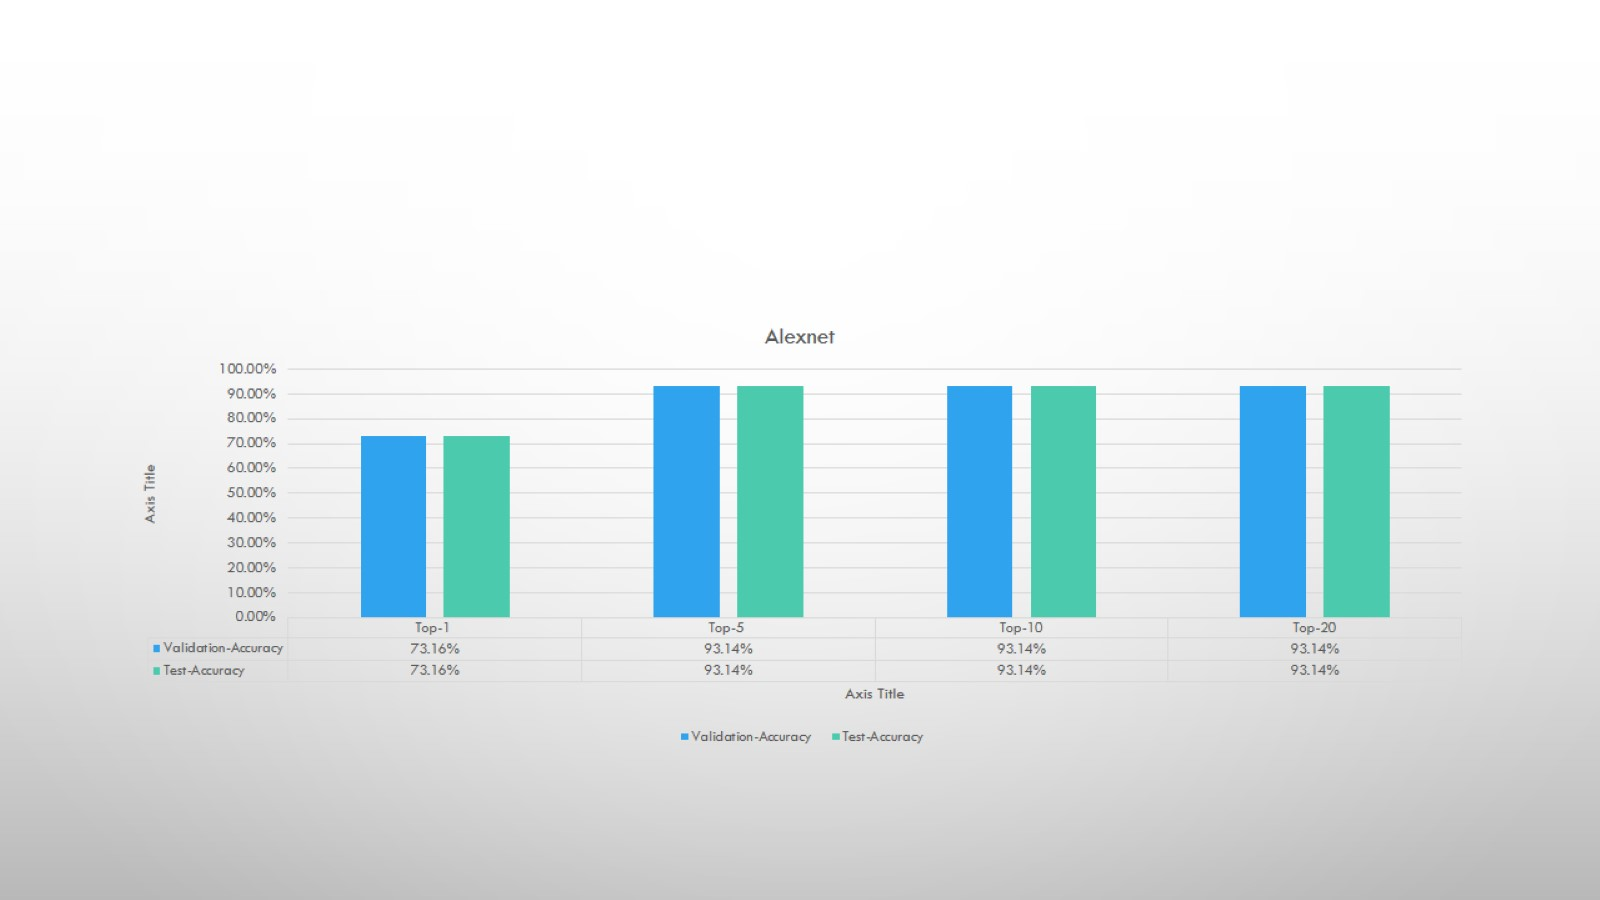 Alexnet
100.00%
90.00%
80.00%
70.00%
60.00%
50.00%
40.00%
30.00%
20.00%
10.00%
0.00%
Axis Title
Top-1 Top-5 Top-10 Top-20
Validation-Accuracy 73.16% 93.14% 93.14% 93.14%
Test-Accuracy 73.16% 93.14% 93.14% 93.14%
Axis Title
Validation-Accuracy Test-Accuracy